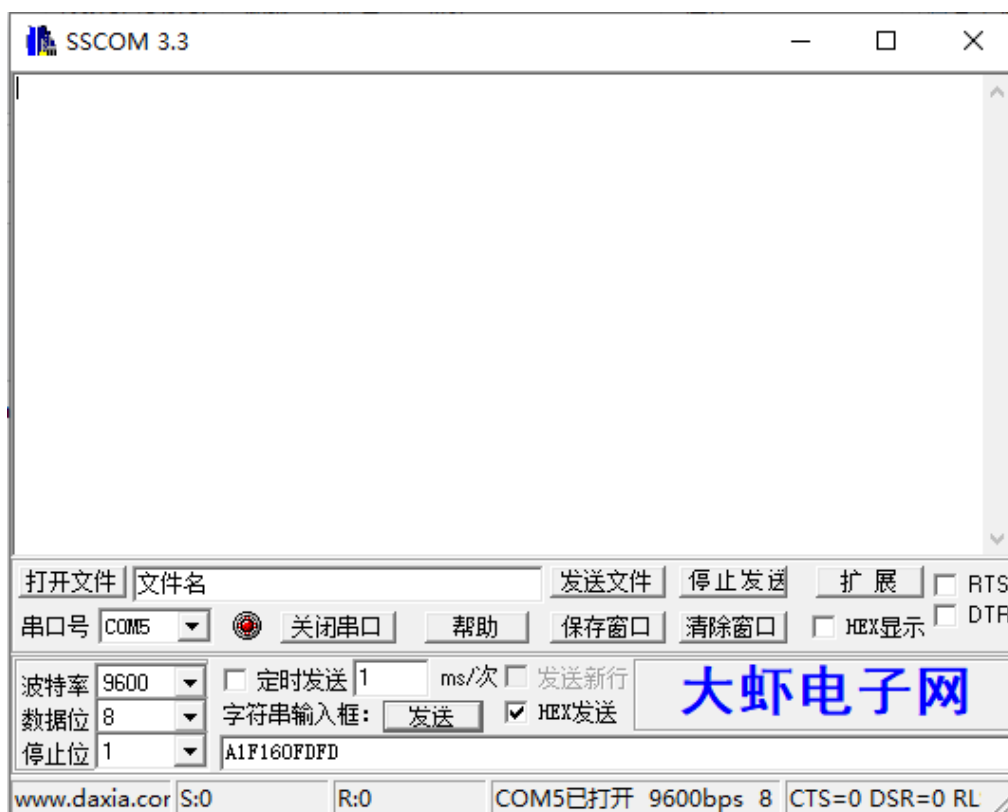 SSCOM 3.3
打开文件 文件名 发送文件 停止发送 扩展 RTS
串口号 COM5 关闭串口 帮助 保存窗口 清除窗口 HEX显示 DTR
波特率 9600 定时发送 1 ms/次 发送新行 大虾电子网
数据位 8 字符串输入框: 发送 HEX发送
停止位 1 A1F160FDFD
www.daxia.cor S:0 R:0 COM5已打开 9600bps 8 CTS=0 DSR=0 RL